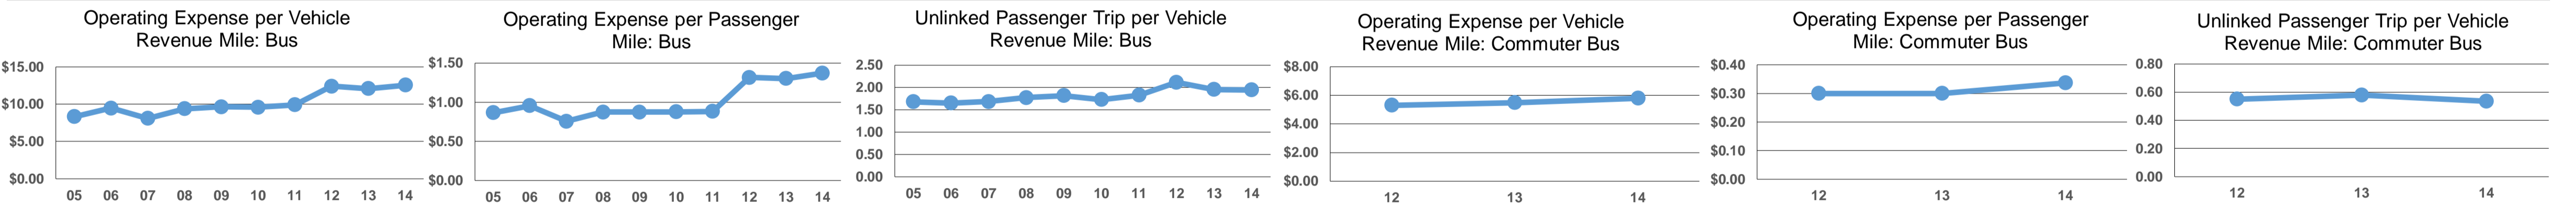 Operating Expense per Vehicle
Revenue Mile: Bus
$15.00
$10.00
$5.00
$0.00
05 06 07 08 09 10 11 12 13 14
Operating Expense per Passenger
Mile: Bus
$1.50
$1.00
$0.50
$0.00
05 06 07 08 09 10 11 12 13 14
Unlinked Passenger Trip per Vehicle
Revenue Mile: Bus
2.50
2.00
1.50
1.00
0.50
0.00
05 06 07 08 09 10 11 12 13 14
Operating Expense per Vehicle
Revenue Mile: Commuter Bus
$8.00
$6.00
$4.00
$2.00
$0.00
12 13 14
Operating Expense per Passenger
Mile: Commuter Bus
$0.40
$0.30
$0.20
$0.10
$0.00
12 13 14
Unlinked Passenger Trip per Vehicle
Revenue Mile: Commuter Bus
0.80
0.60
0.40
0.20
0.00
12 13 14